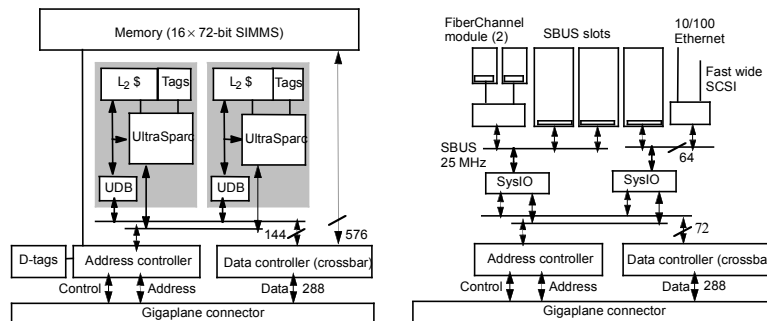 Memory (16 × 72-bit SIMMS)
L2 $ Tags
L2 $ Tags
UltraSparc
UltraSparc
UDB
UDB
144
576
D-tags
Address controller
Data controller (crossbar)
Control
Address
Data
288
Gigaplane connector
FiberChannel
module (2)
SBUS slots
10/100
Ethernet
Fast wide
SCSI
SBUS
25 MHz
64
SysIO
SysIO
72
Address controller
Data controller (crossba
Control
Address
Data
288
Gigaplane connector